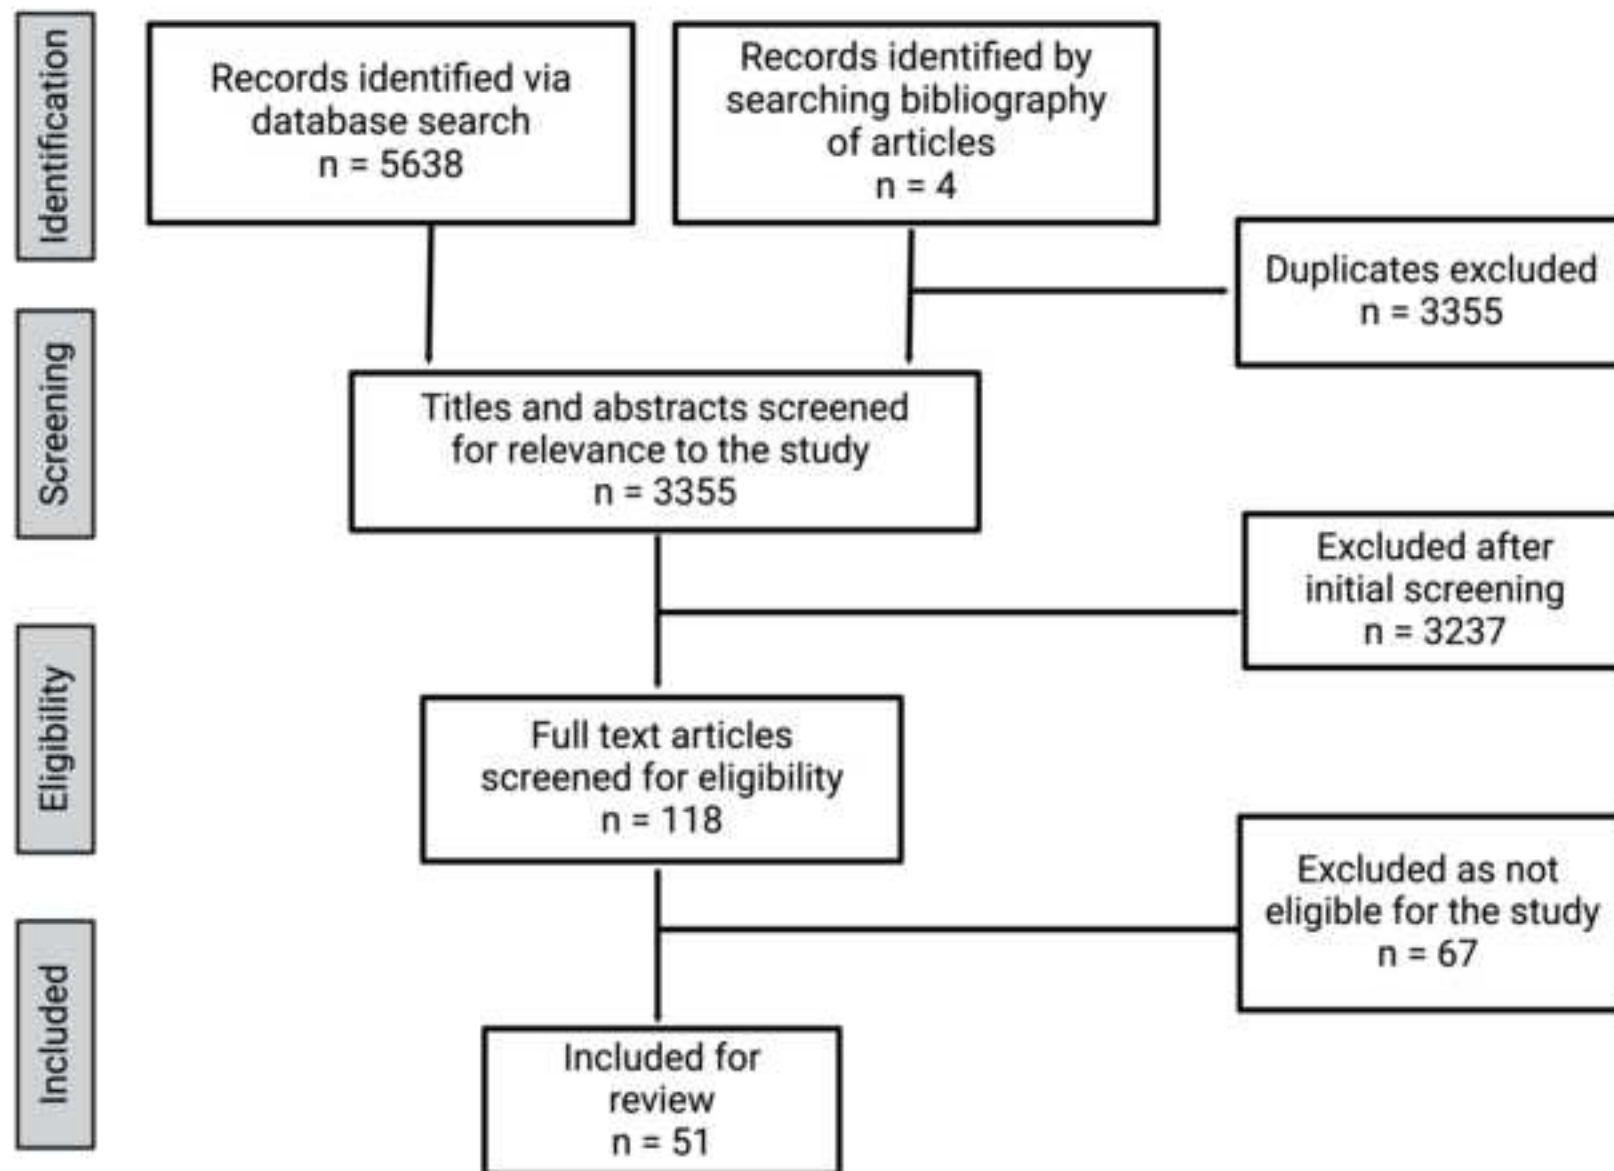 Identification
Records identified via
database search
n = 5638
Records identified by
searching bibliography
of articles
n = 4
Duplicates excluded
n = 3355
Screening
Titles and abstracts screened
for relevance to the study
n = 3355
Excluded after
initial screening
n = 3237
Eligibility
Full text articles
screened for eligibility
n = 118
Excluded as not
eligible for the study
n = 67
Included
Included for
review
n = 51